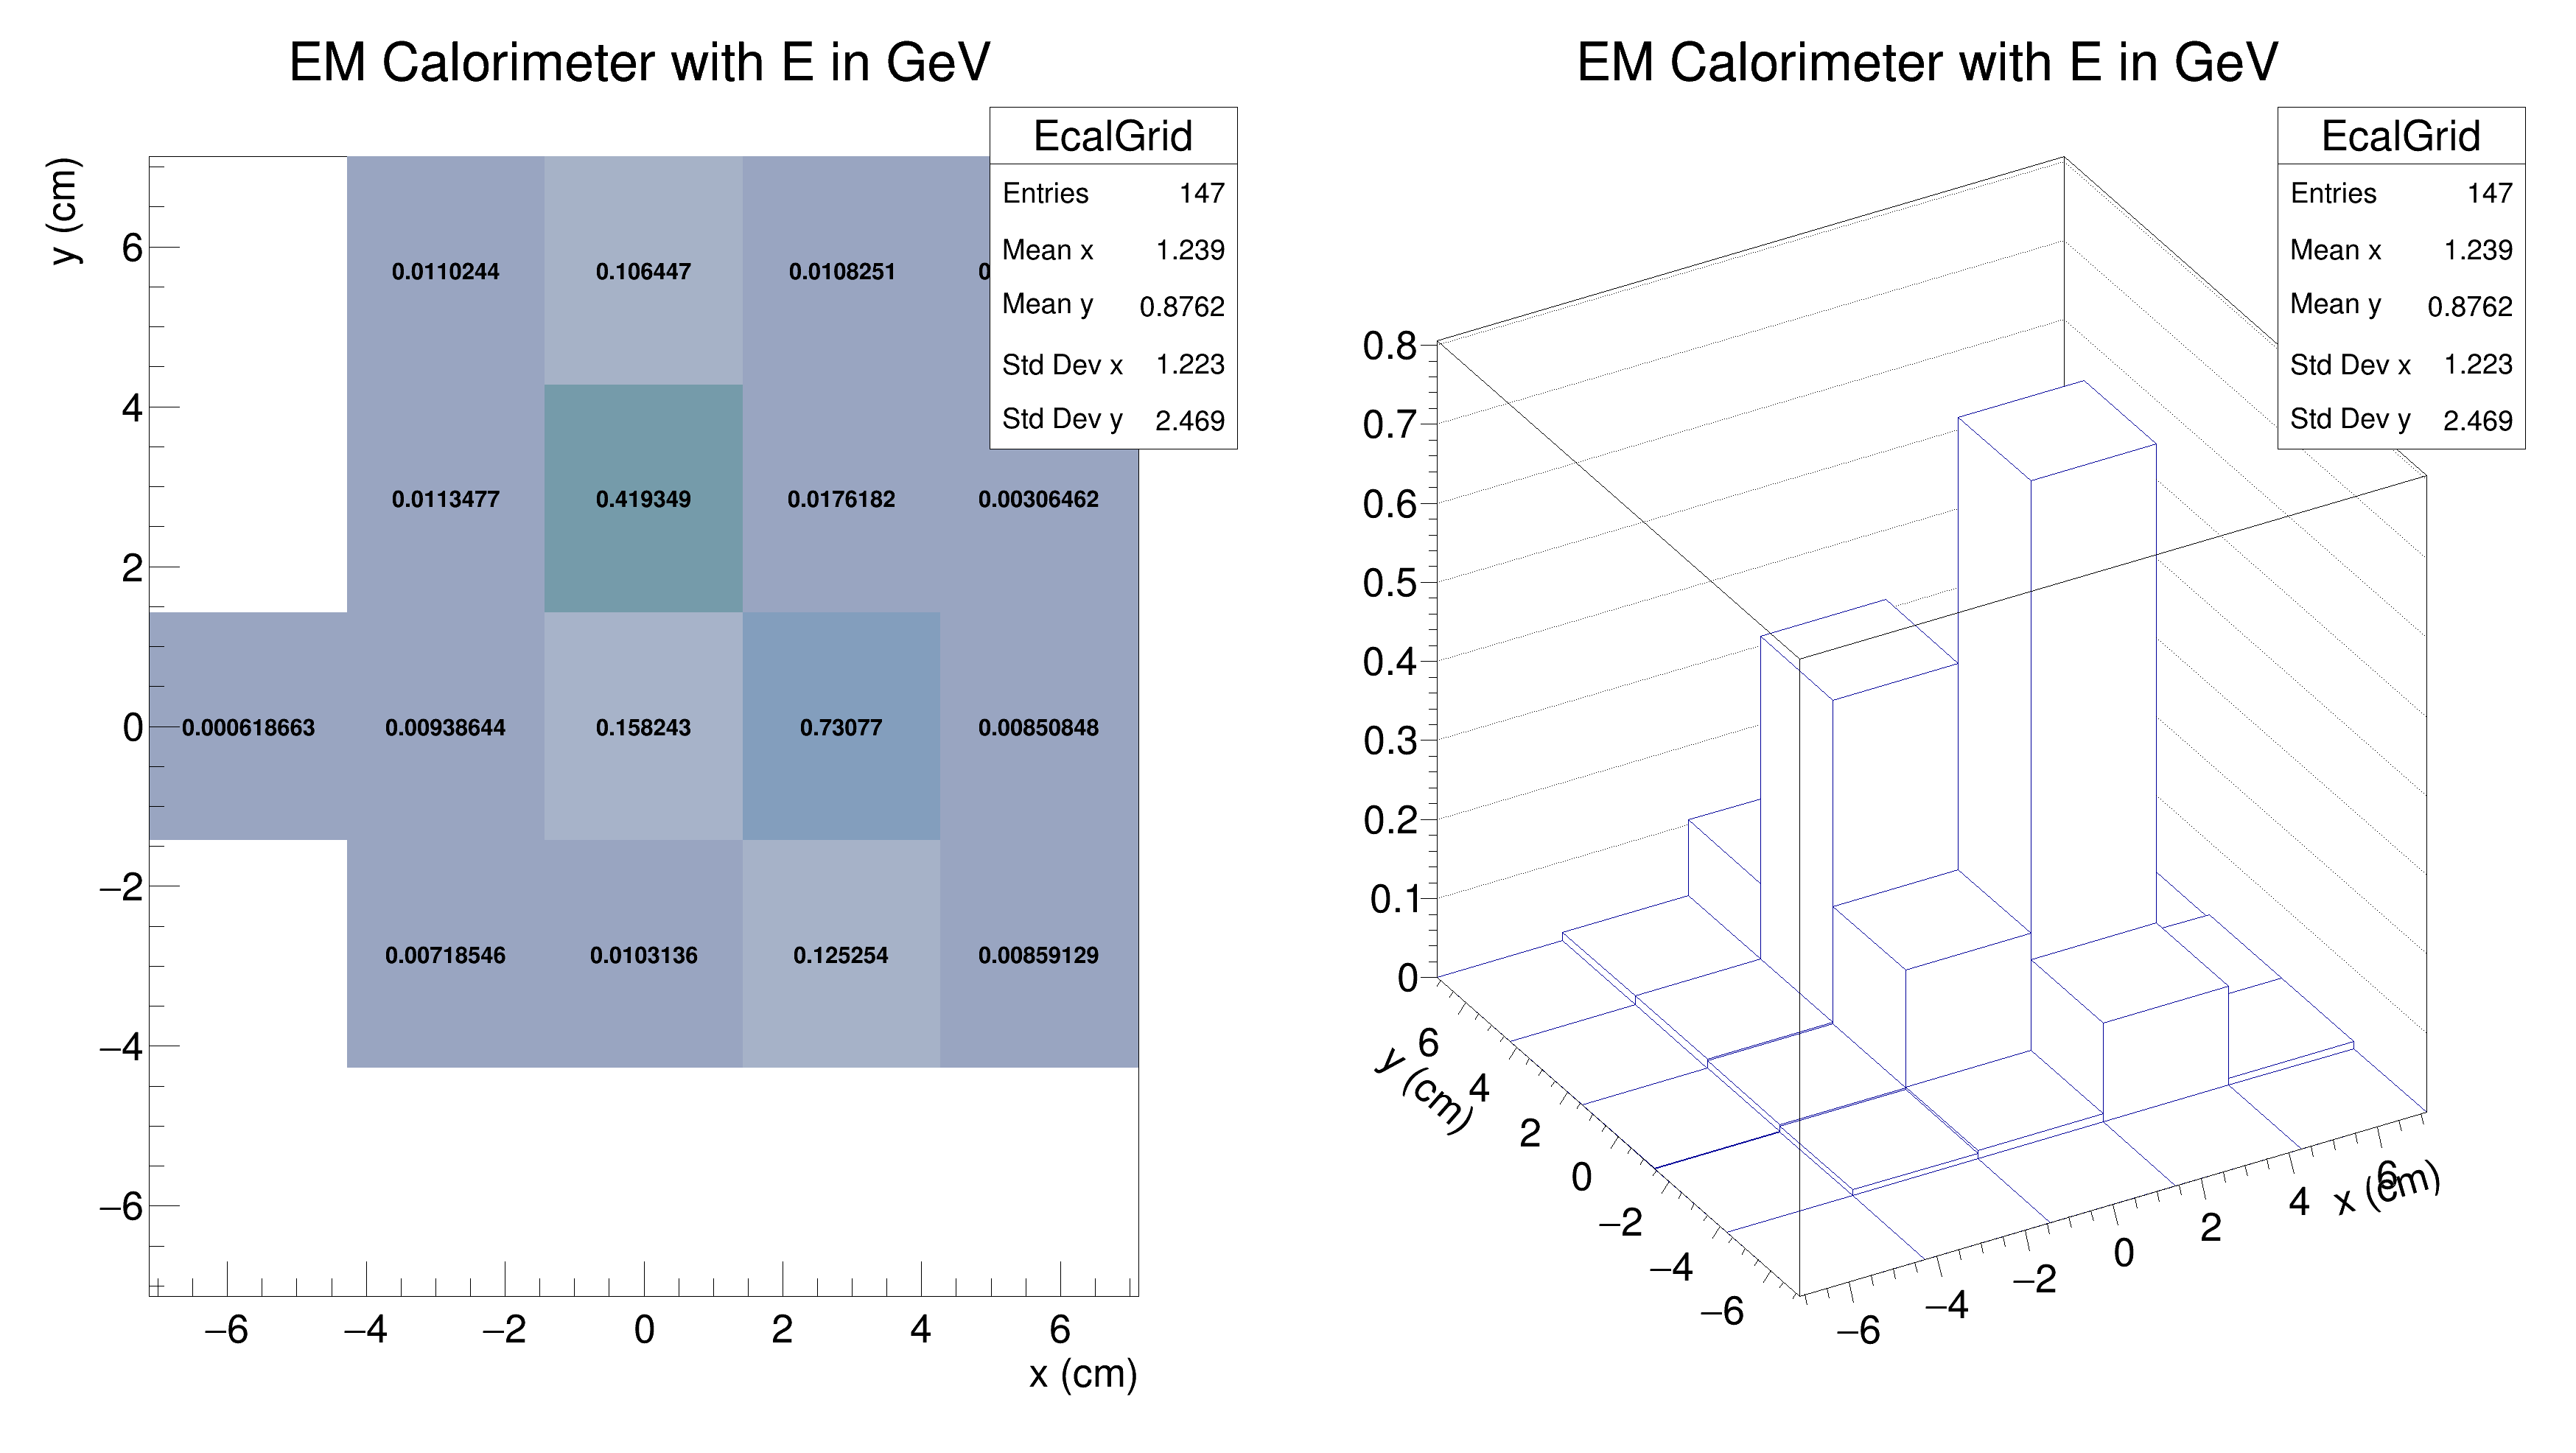 EM Calorimeter with E in GeV
y (cm)
EcalGrid
Entries 147
Mean x 1.239
Mean y 0.8762
Std Dev x 1.223
Std Dev y 2.469
6
4
2
0
−2
−4
−6
0.0110244 0.106447 0.0108251
0.0113477 0.419349 0.0176182 0.00306462
0.000618663 0.00938644 0.158243 0.73077 0.00850848
0.00718546 0.0103136 0.125254 0.00859129
−6 −4 −2 0 2 4 6
x (cm)
EM Calorimeter with E in GeV
EcalGrid
Entries 147
Mean x 1.239
Mean y 0.8762
Std Dev x 1.223
Std Dev y 2.469
0.8
0.7
0.6
0.5
0.4
0.3
0.2
0.1
0
y (cm)
6
4
2
0
−2
−4
−6
−6 −4 −2 0 2 4 6
x (cm)